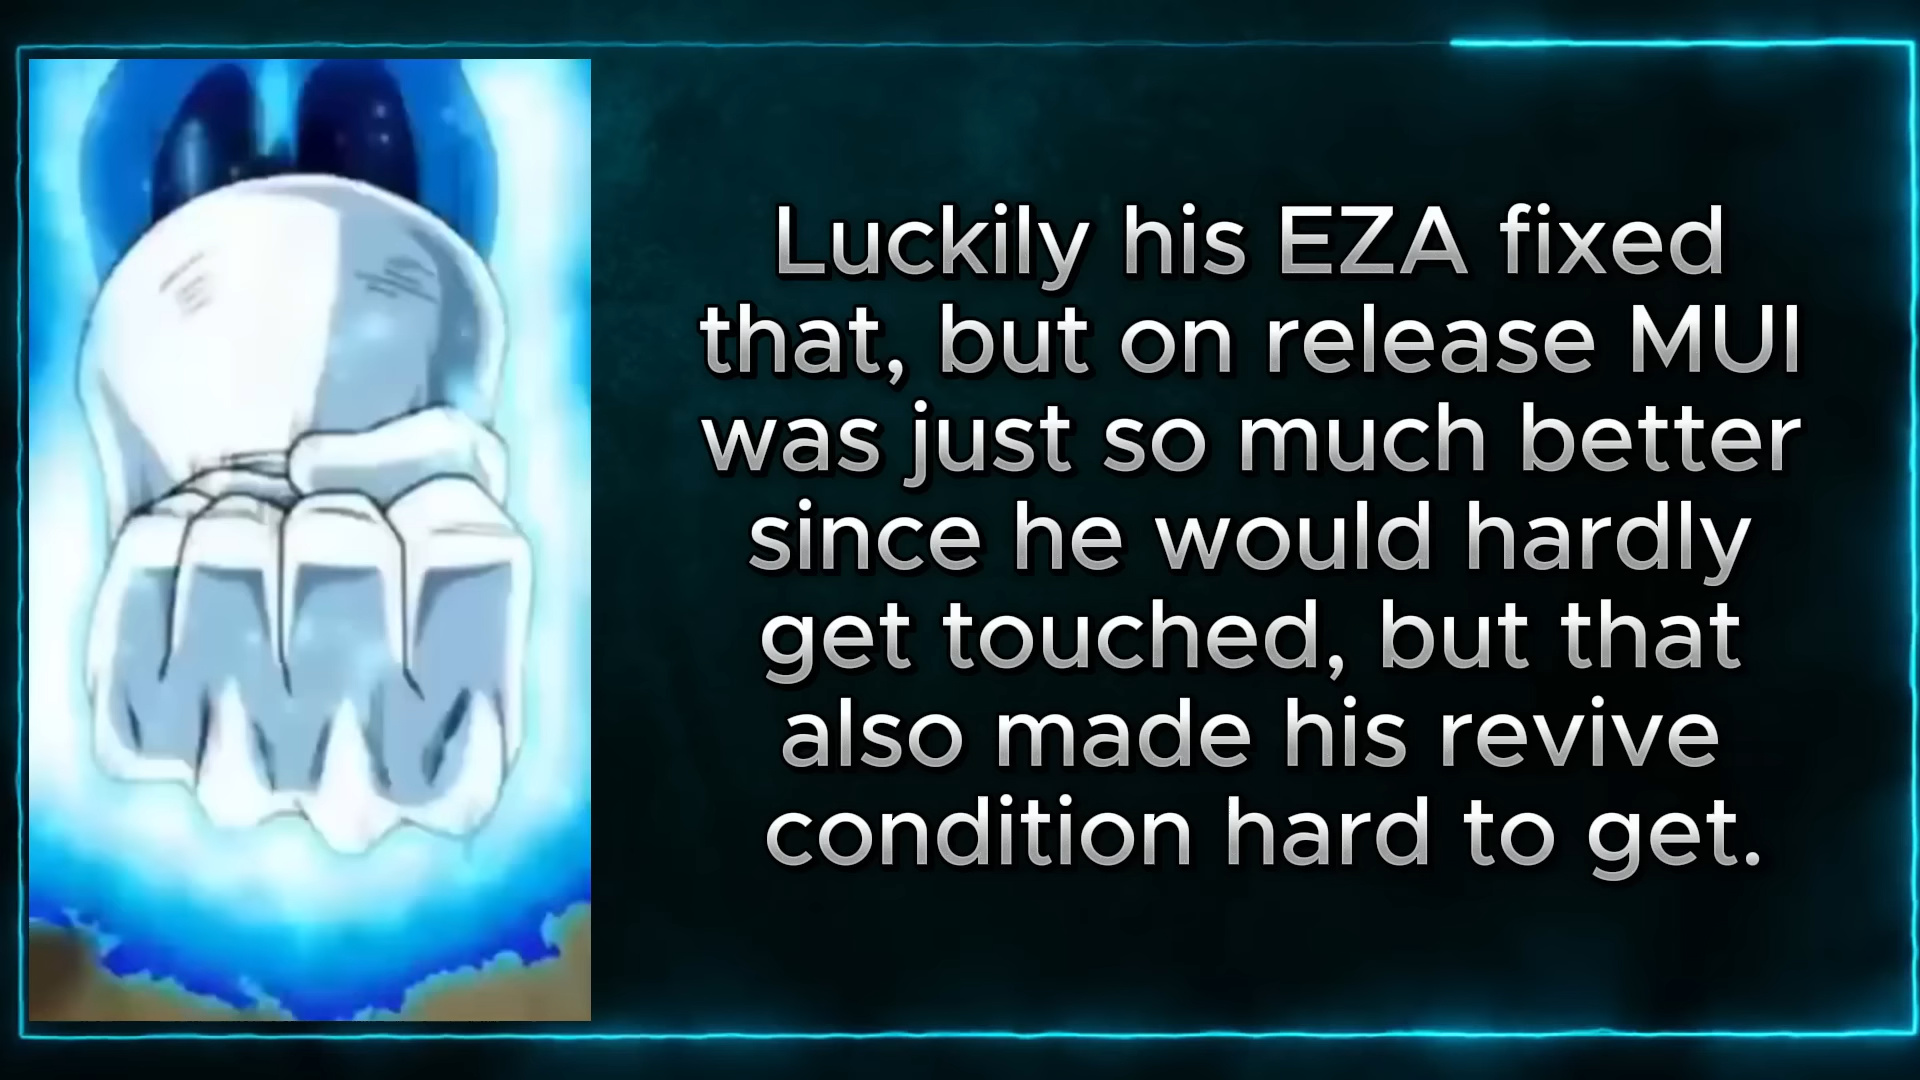 Luckily his EZA fixed
that, but on release MUI
was just so much better
since he would hardly
get touched, but that
also made his revive
condition hard to get.